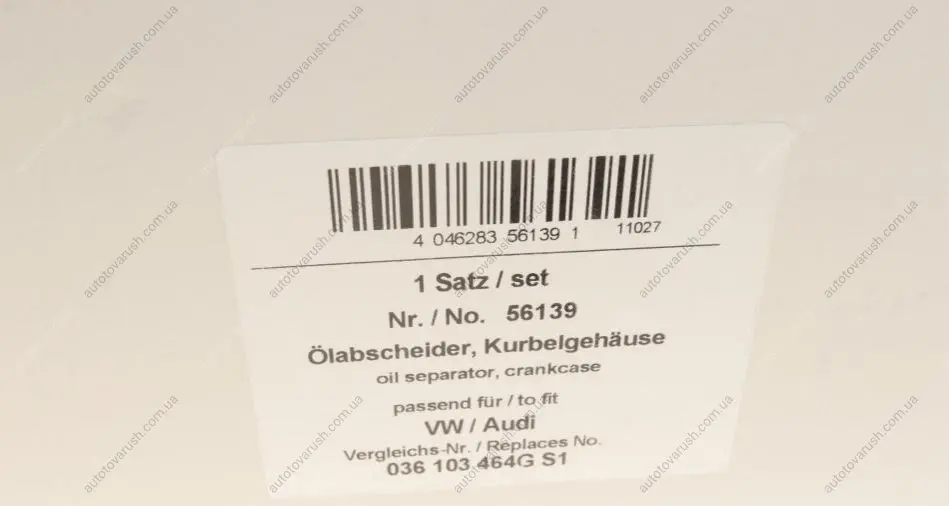 4 046283 56139 1 11027
1 Satz / set
Nr. / No. 56139
Ölabscheider, Kurbelgehäuse
oil separator, crankcase
passend für / to fit
VW / Audi
Vergleichs-Nr. / Replaces No.
036 103 464G S1
autotovarush.com.ua